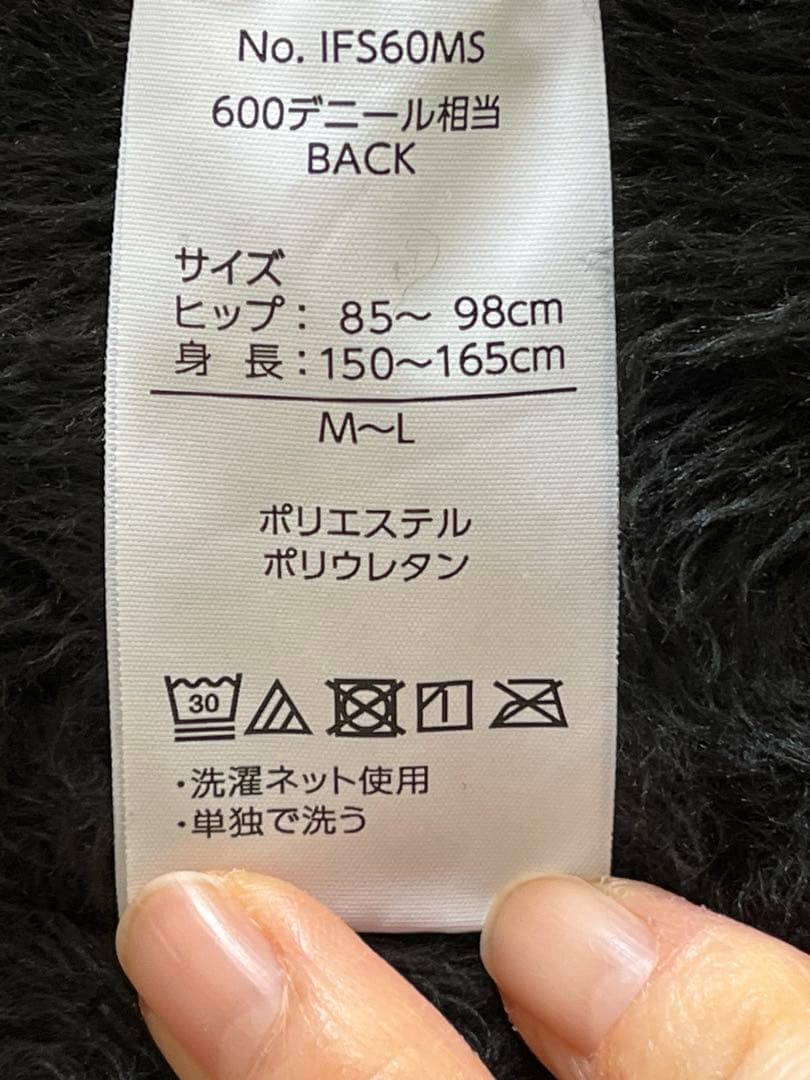 No. IFS60MS
600デニール相当
BACK
サイズ
ヒップ: 85〜 98cm
身 長:150〜165cm
M〜L
ポリエステル
ポリウレタン
30
・洗濯ネット使用
・単独で洗う